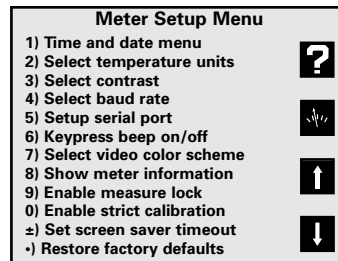 Meter Setup Menu
1) Time and date menu
2) Select temperature units
3) Select contrast
4) Select baud rate
5) Setup serial port
6) Keypress beep on/off
7) Select video color scheme
8) Show meter information
9) Enable measure lock
0) Enable strict calibration
±) Set screen saver timeout
•) Restore factory defaults
?